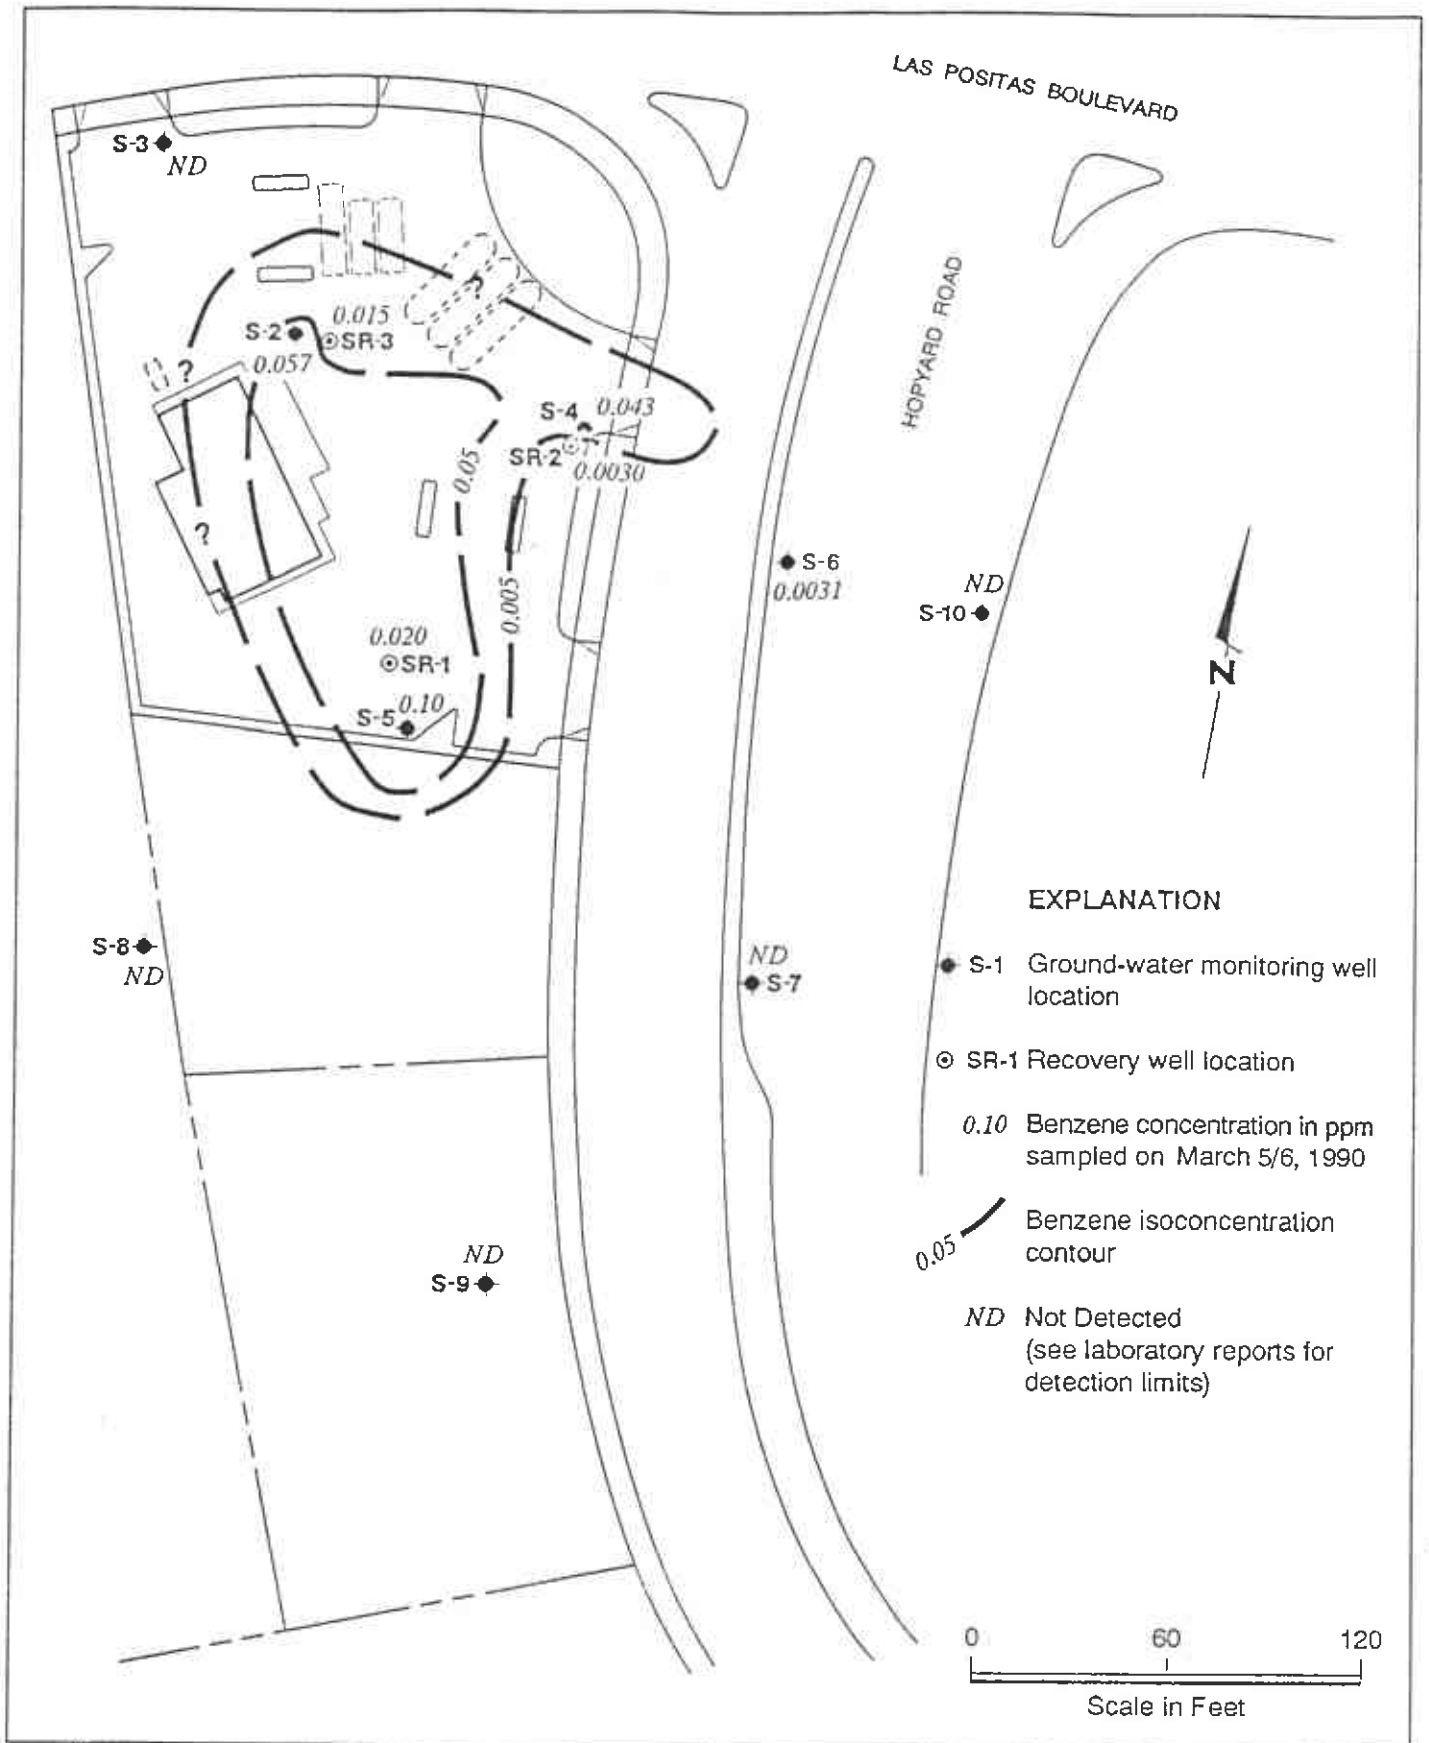 LAS POSITAS BOULEVARD
HOPYARD ROAD
S-3
ND
?
0.015
S-2
SR-3
0.057
?
S-4
0.043
SR-2
0.0030
0.05
?
0.005
S-6
0.0031
ND
S-10
N
0.020
SR-1
0.10
S-5
S-8
ND
ND
S-7
ND
S-9
EXPLANATION
S-1 Ground-water monitoring well
location
SR-1 Recovery well location
0.10 Benzene concentration in ppm
sampled on March 5/6, 1990
Benzene isoconcentration
0.05 contour
ND Not Detected
(see laboratory reports for
detection limits)
0 60 120
Scale in Feet